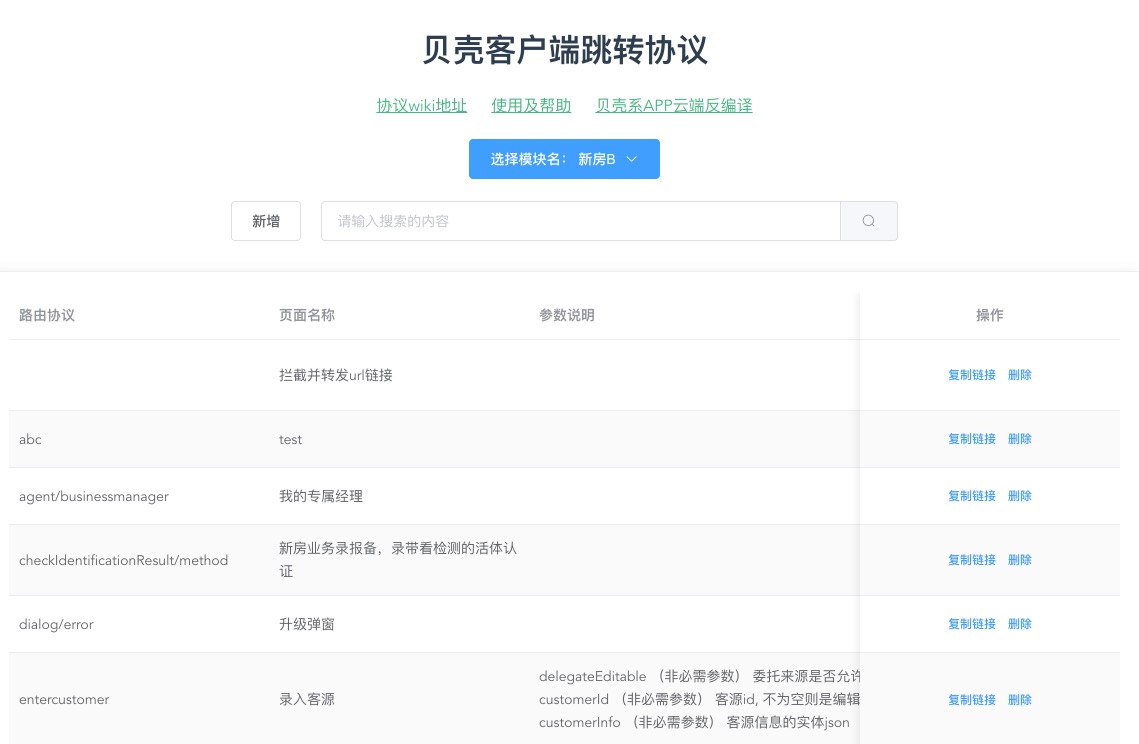 贝壳客户端跳转协议
协议wiki地址 使用及帮助 贝壳系APP云端反编译
选择模块名： 新房B
新增 请输入搜索的内容
路由协议 页面名称 参数说明 操作
拦截并转发url链接 复制链接 删除
abc test 复制链接 删除
agent/businessmanager 我的专属经理 复制链接 删除
checkIdentificationResult/method 新房业务录报备，录带看检测的活体认
证 复制链接 删除
dialog/error 升级弹窗 复制链接 删除
entercustomer 录入客源 delegateEditable （非必需参数） 委托来源是否允许
customerId （非必需参数） 客源id, 不为空则是编辑
customerInfo （非必需参数） 客源信息的实体json
复制链接 删除